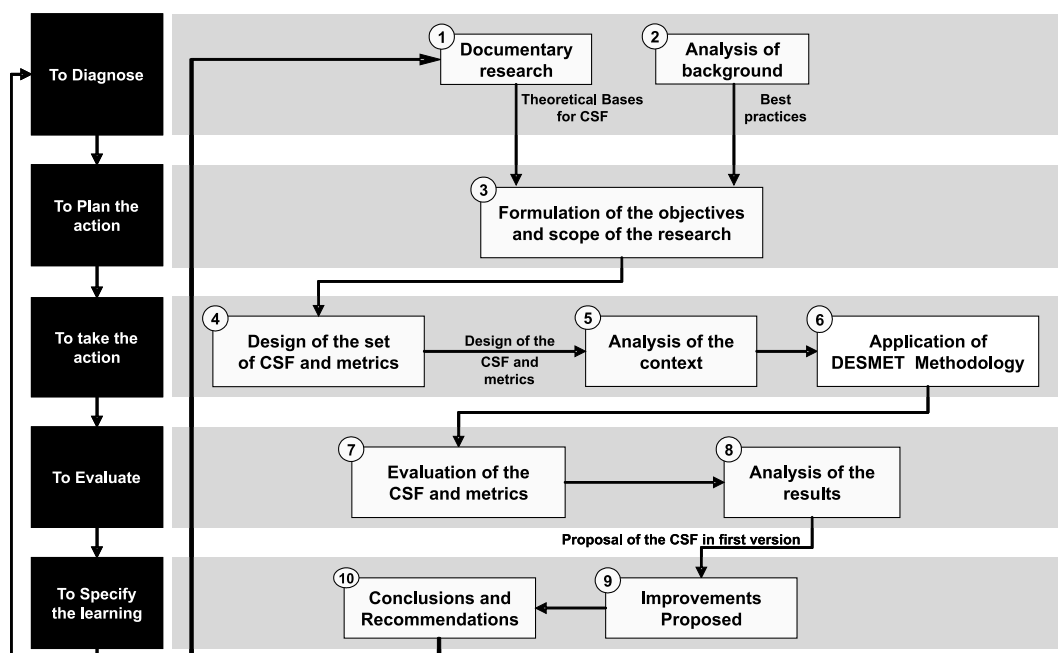 To Diagnose
1
Documentary
research
2
Analysis of
background
Theoretical Bases
for CSF
Best
practices
To Plan the
action
3
Formulation of the objectives
and scope of the research
To take the
action
4
Design of the set
of CSF and metrics
Design of the
CSF and
metrics
5
Analysis of the
context
6
Application of
DESMET Methodology
To Evaluate
7
Evaluation of the
CSF and metrics
8
Analysis of the
results
Proposal of the CSF in first version
To Specify
the learning
10
Conclusions and
Recommendations
9
Improvements
Proposed